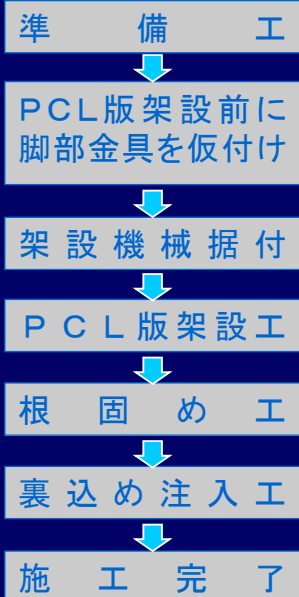 準備工
PCL版架設前に
脚部金具を仮付け
架設機械据付
PCL版架設工
根固め工
裏込め注入工
施工完了